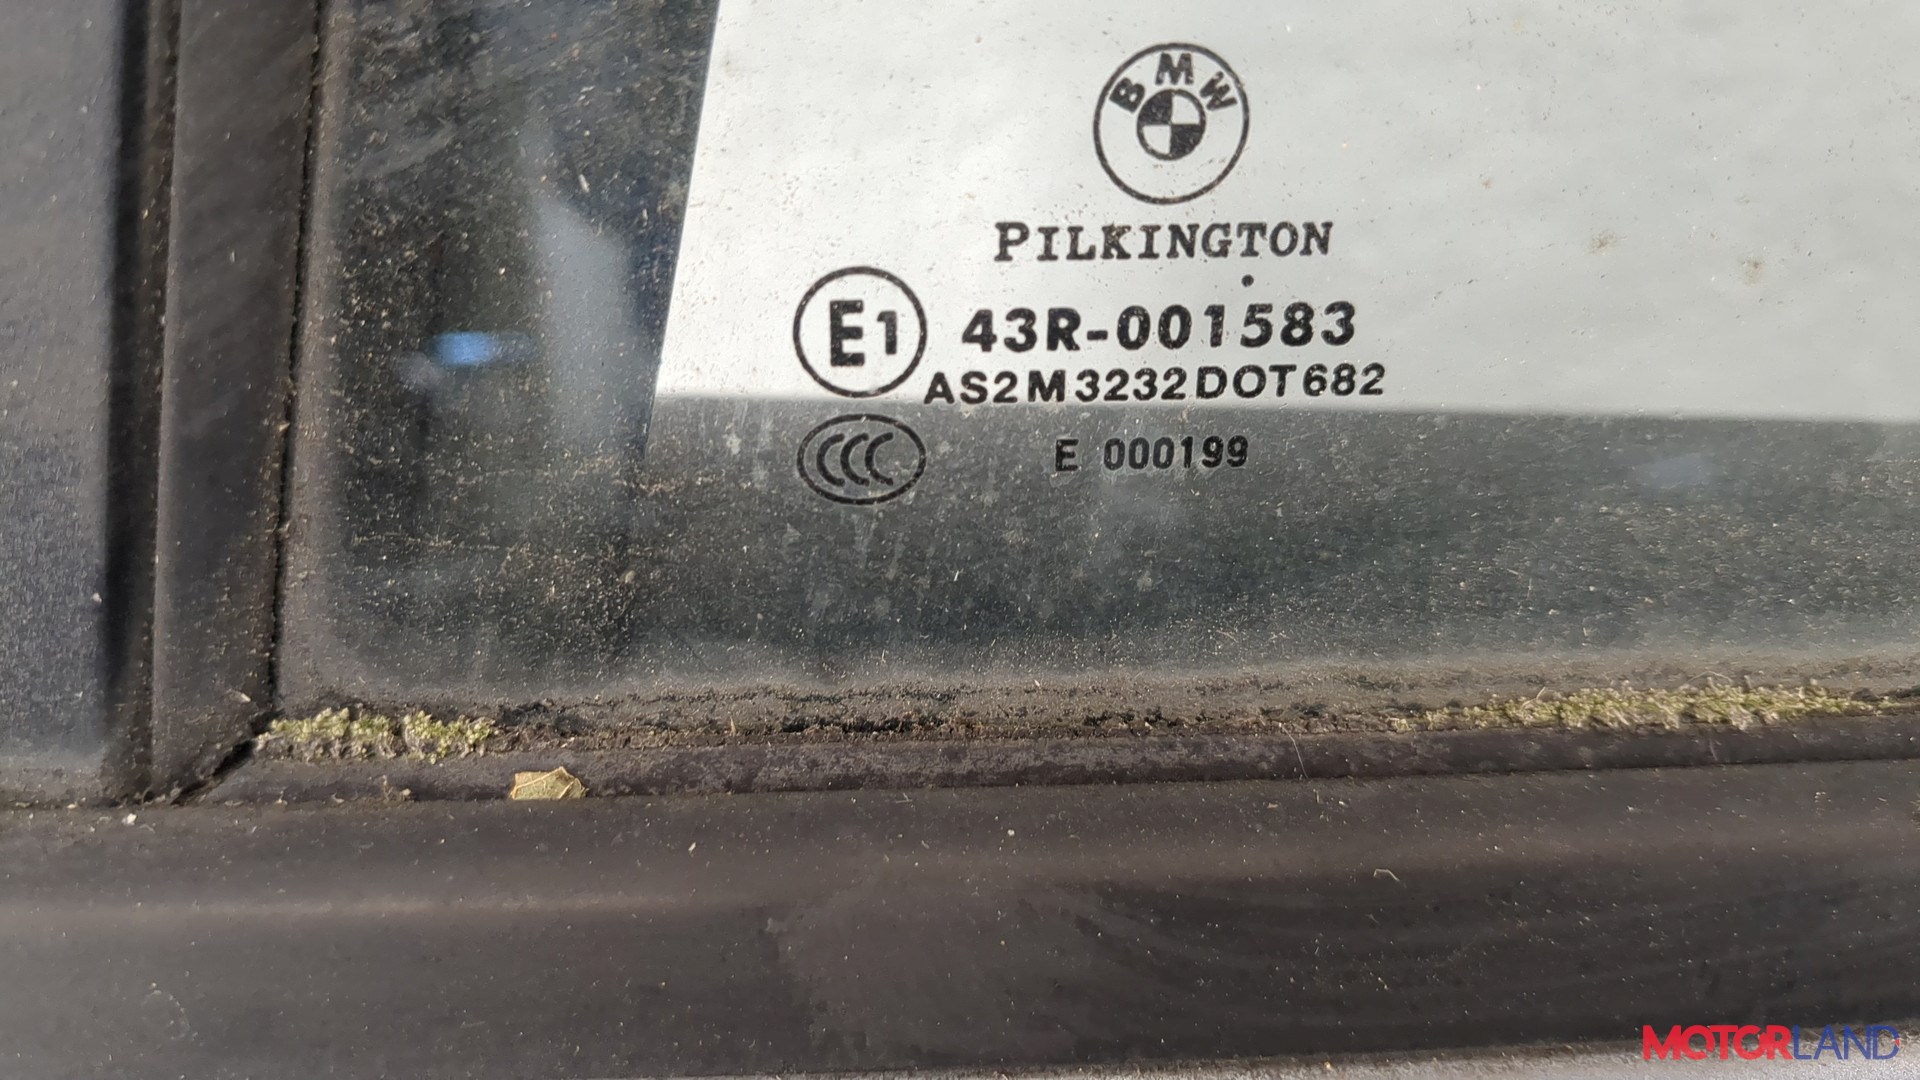 BMW
PILKINGTON
E1 43R-001583
AS2M3232DOT682
CCC E 000199
MOTORLAND